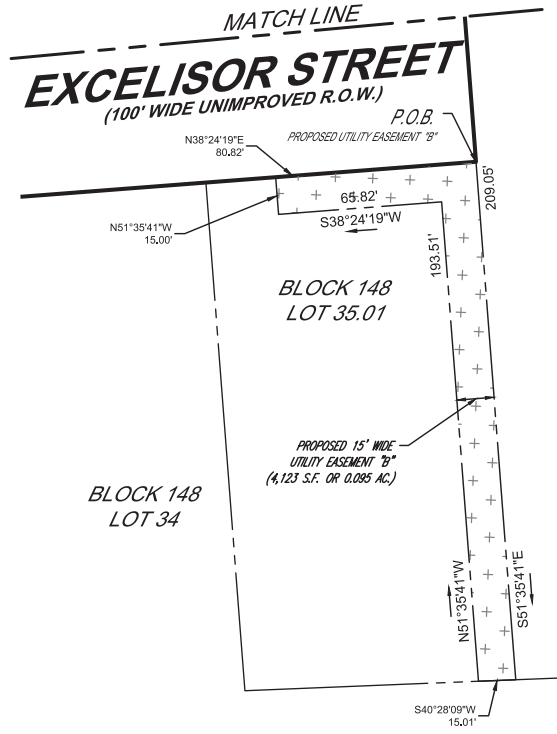 MATCH LINE
EXCELISOR STREET
(100' WIDE UNIMPROVED R.O.W.)
P.O.B.
PROPOSED UTILITY EASEMENT "B"
N38°24'19"E
80.82'
65.82'
S38°24'19"W
N51°35'41"W
15.00'
209.05'
193.51'
BLOCK 148
LOT 35.01
PROPOSED 15' WIDE
UTILITY EASEMENT "B"
(4,123 S.F. OR 0.095 AC.)
BLOCK 148
LOT 34
N51°35'41"W
S51°35'41"E
S40°28'09"W
15.01'